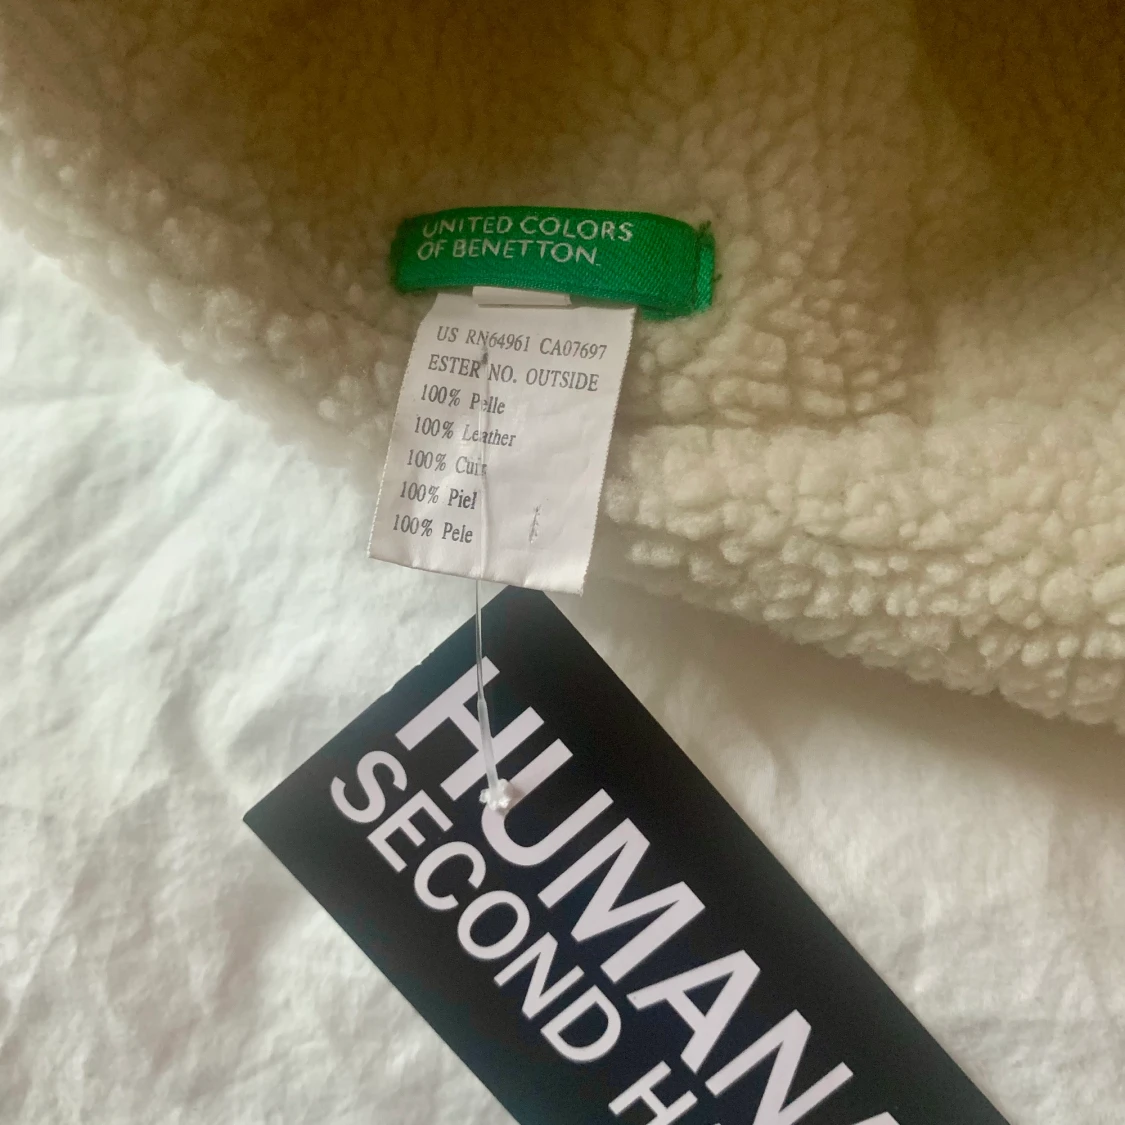 UNITED COLORS
OF BENETTON.
US RN64961 CA07697
ESTER NO. OUTSIDE
100% Pelle
100% Leather
100% Cuir
100% Piel
100% Pele
HUMANA
SECOND H